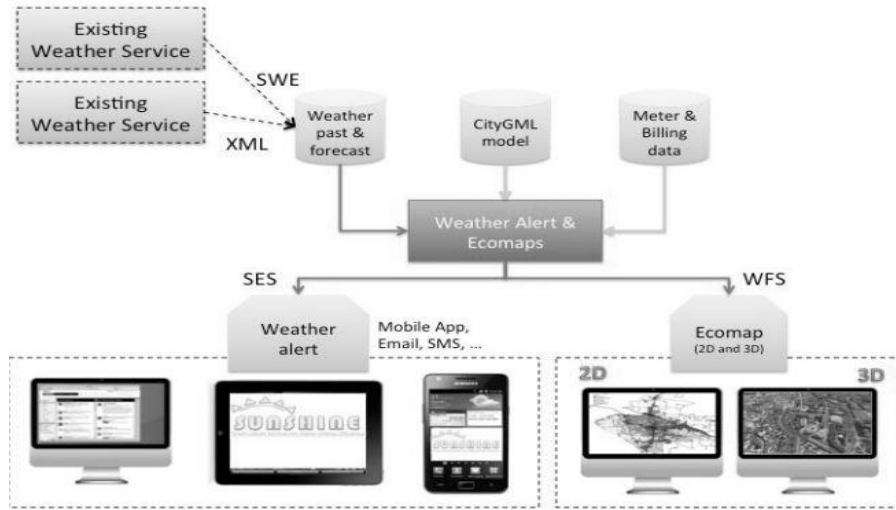 Existing
Weather Service
Existing
Weather Service
SWE
XML
Weather
past &
forecast
CityGML
model
Meter &
Billing
data
Weather Alert &
Ecomaps
SES
WFS
Weather
alert
Mobile App,
Email, SMS, ...
Ecomap
(2D and 3D)
2D
3D
SUNSHINE
SAMSUNG
SUNSHINE